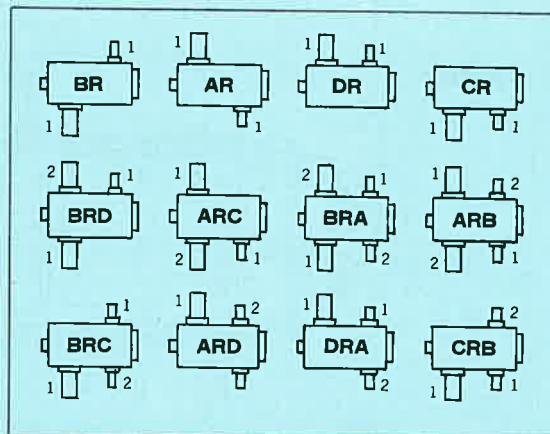 1 1 1 1
BR AR DR CR
1 1 1 1
2 1 1 2 1 1 2
BRD ARC BRA ARB
1 2 1 1 2 2 1
1 1 2 1 1 2
BRC ARD DRA CRB
1 2 2 1 1